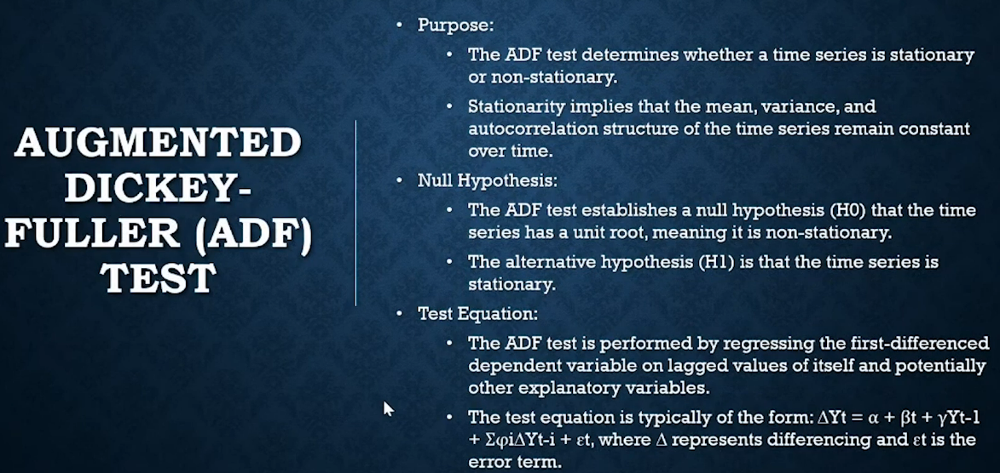 AUGMENTED
DICKEY-
FULLER (ADF)
TEST
• Purpose:
• The ADF test determines whether a time series is stationary
or non-stationary.
• Stationarity implies that the mean, variance, and
autocorrelation structure of the time series remain constant
over time.
• Null Hypothesis:
• The ADF test establishes a null hypothesis (H0) that the time
series has a unit root, meaning it is non-stationary.
• The alternative hypothesis (H1) is that the time series is
stationary.
• Test Equation:
• The ADF test is performed by regressing the first-differenced
dependent variable on lagged values of itself and potentially
other explanatory variables.
• The test equation is typically of the form: ΔYt = α + βt + γYt-1
+ ΣφiΔYt-i + εt, where Δ represents differencing and εt is the
error term.